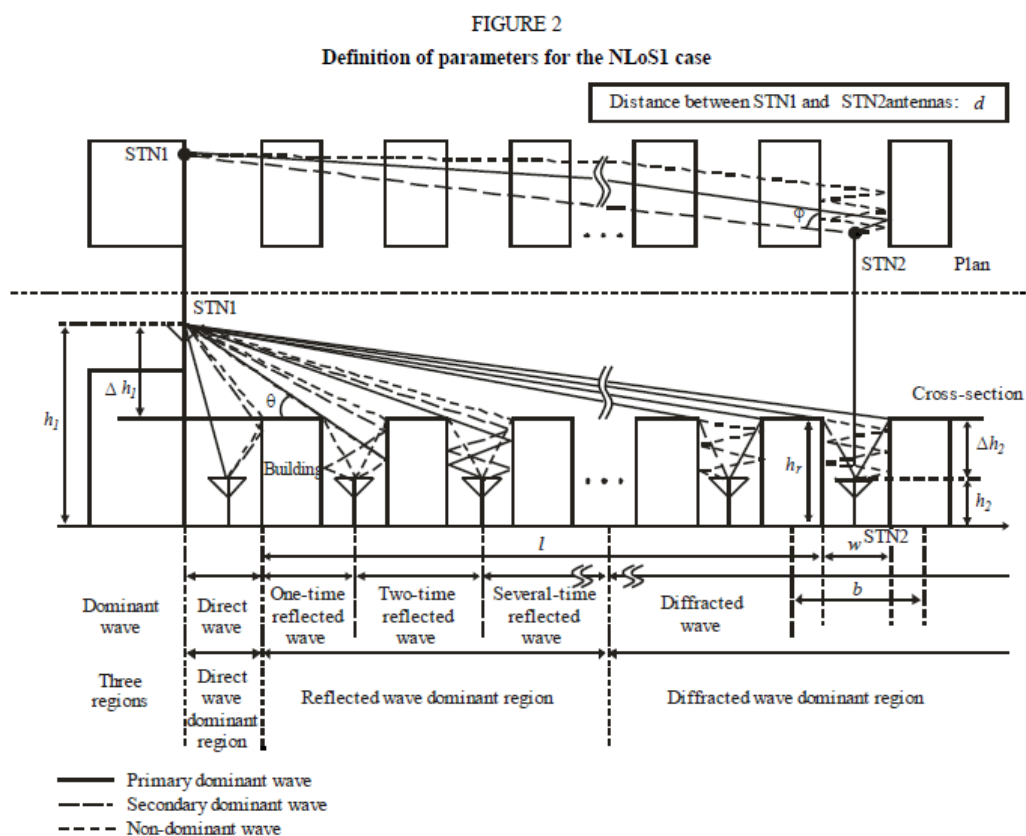 FIGURE 2
Definition of parameters for the NLoS1 case
Distance between STN1 and STN2antennas: d
STN1
φ
STN2
Plan
STN1
Cross-section
Δh₁
h₁
θ
Building
hᵣ
Δh₂
h₂
STN2
l
w
b
Dominant
wave
Direct wave
One-time
reflected
wave
Two-time
reflected
wave
Several-time
reflected
wave
Diffracted
wave
Three
regions
Direct
wave
dominant
region
Reflected wave dominant region
Diffracted wave dominant region
Primary dominant wave
Secondary dominant wave
Non-dominant wave